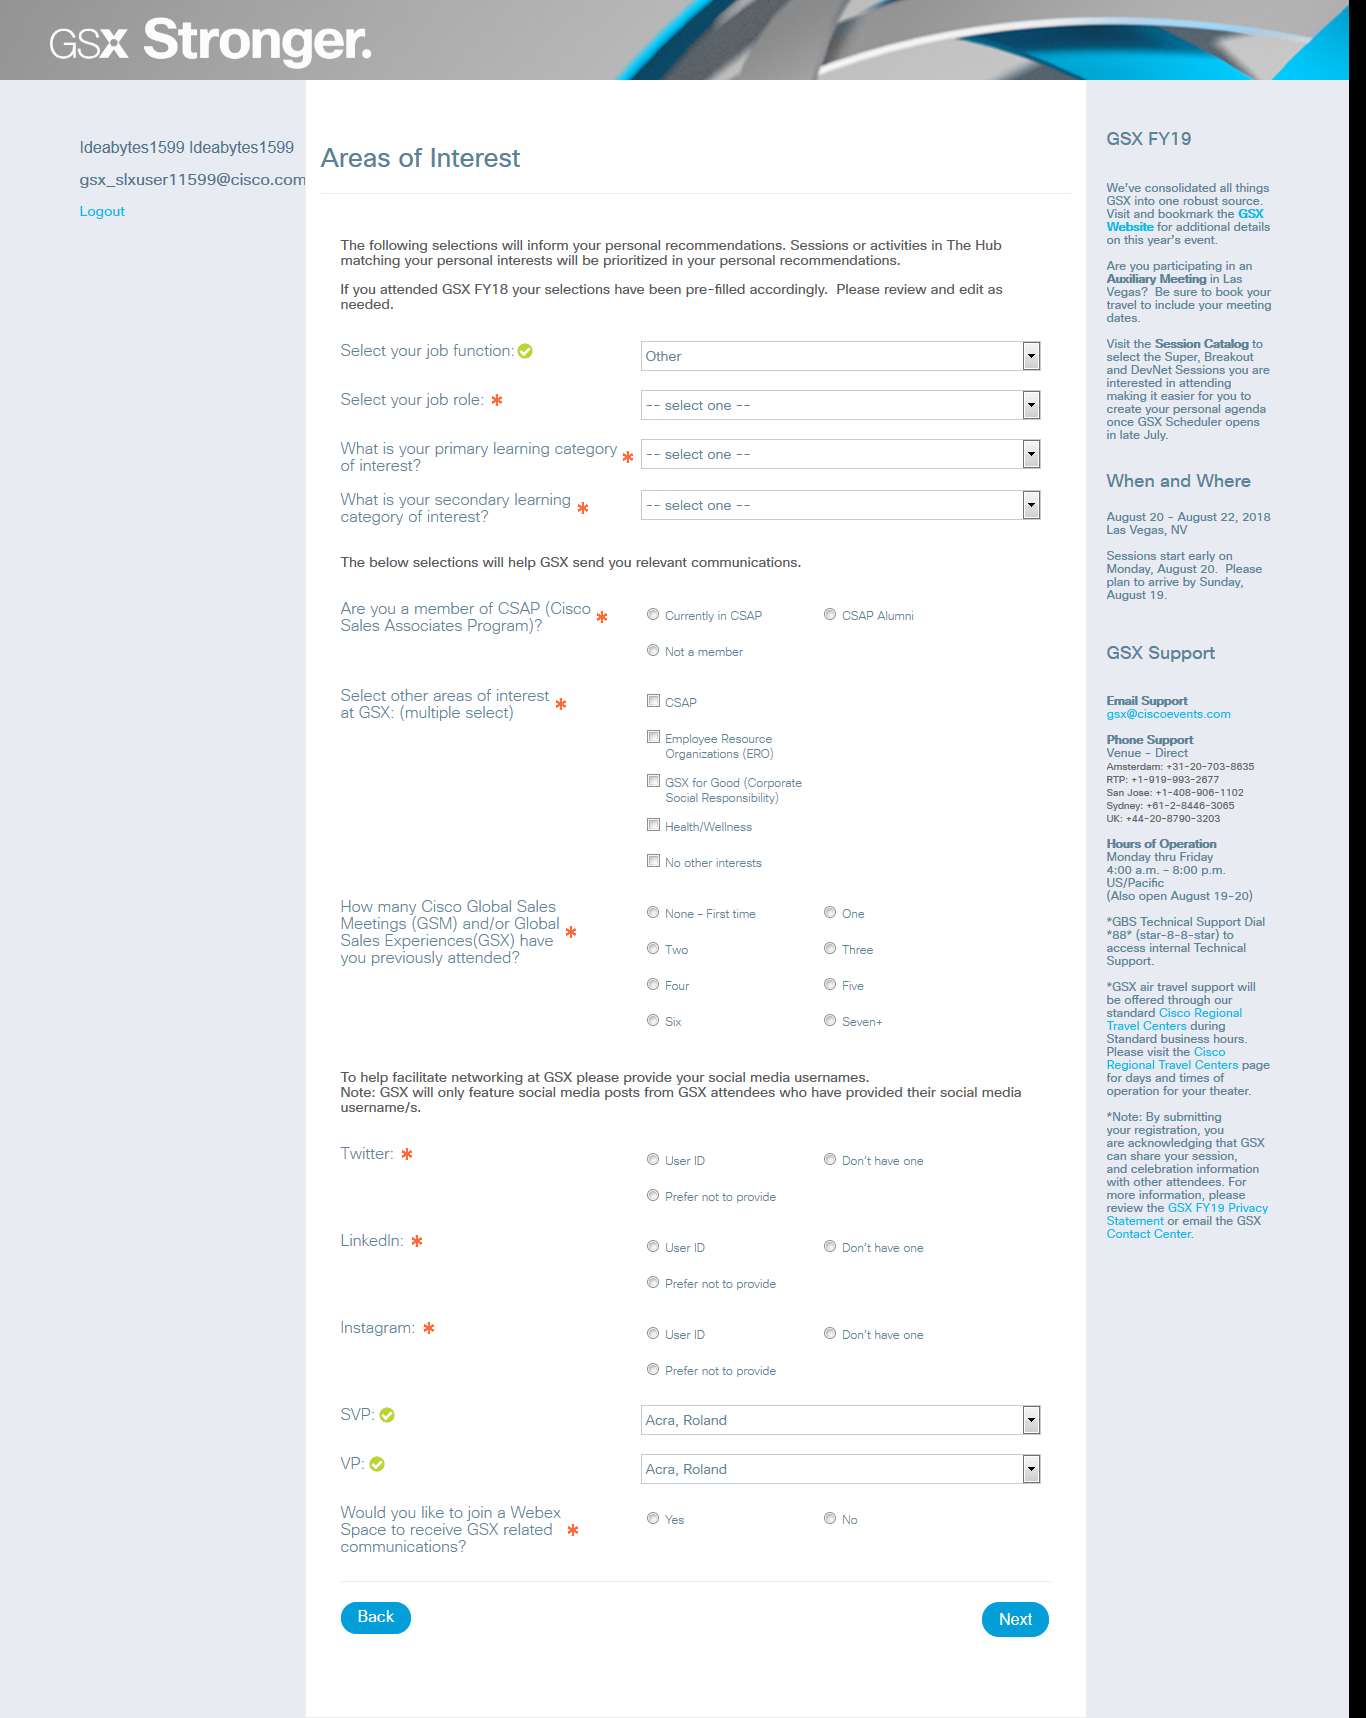 GSX Stronger.
Ideabytes1599 Ideabytes1599
gsx_slxuser11599@cisco.com
Logout
Areas of Interest
The following selections will inform your personal recommendations. Sessions or activities in The Hub
matching your personal interests will be prioritized in your personal recommendations.
If you attended GSX FY18 your selections have been pre-filled accordingly.  Please review and edit as
needed.
Select your job function:
Other
Select your job role: *
-- select one --
What is your primary learning category
of interest? *
-- select one --
What is your secondary learning
category of interest? *
-- select one --
The below selections will help GSX send you relevant communications.
Are you a member of CSAP (Cisco
Sales Associates Program)? *
Currently in CSAP
CSAP Alumni
Not a member
Select other areas of interest
at GSX: (multiple select) *
CSAP
Employee Resource
Organizations (ERO)
GSX for Good (Corporate
Social Responsibility)
Health/Wellness
No other interests
How many Cisco Global Sales
Meetings (GSM) and/or Global
Sales Experiences(GSX) have
you previously attended? *
None - First time
One
Two
Three
Four
Five
Six
Seven+
To help facilitate networking at GSX please provide your social media usernames.
Note: GSX will only feature social media posts from GSX attendees who have provided their social media
username/s.
Twitter: *
User ID
Don't have one
Prefer not to provide
LinkedIn: *
User ID
Don't have one
Prefer not to provide
Instagram: *
User ID
Don't have one
Prefer not to provide
SVP:
Acra, Roland
VP:
Acra, Roland
Would you like to join a Webex
Space to receive GSX related
communications? *
Yes
No
Back
Next
GSX FY19
We've consolidated all things
GSX into one robust source.
Visit and bookmark the GSX
Website for additional details
on this year's event.
Are you participating in an
Auxiliary Meeting in Las
Vegas?  Be sure to book your
travel to include your meeting
dates.
Visit the Session Catalog to
select the Super, Breakout
and DevNet Sessions you are
interested in attending
making it easier for you to
create your personal agenda
once GSX Scheduler opens
in late July.
When and Where
August 20 - August 22, 2018
Las Vegas, NV
Sessions start early on
Monday, August 20.  Please
plan to arrive by Sunday,
August 19.
GSX Support
Email Support
gsx@ciscoevents.com
Phone Support
Venue - Direct
Amsterdam: +31-20-703-8635
RTP: +1-919-993-2677
San Jose: +1-408-906-1102
Sydney: +61-2-8446-3065
UK: +44-20-8790-3203
Hours of Operation
Monday thru Friday
4:00 a.m. - 8:00 p.m.
US/Pacific
(Also open August 19-20)
*GBS Technical Support Dial
*88* (star-8-8-star) to
access internal Technical
Support.
*GSX air travel support will
be offered through our
standard Cisco Regional
Travel Centers during
Standard business hours.
Please visit the Cisco
Regional Travel Centers page
for days and times of
operation for your theater.
*Note: By submitting
your registration, you
are acknowledging that GSX
can share your session,
and celebration information
with other attendees. For
more information, please
review the GSX FY19 Privacy
Statement or email the GSX
Contact Center.